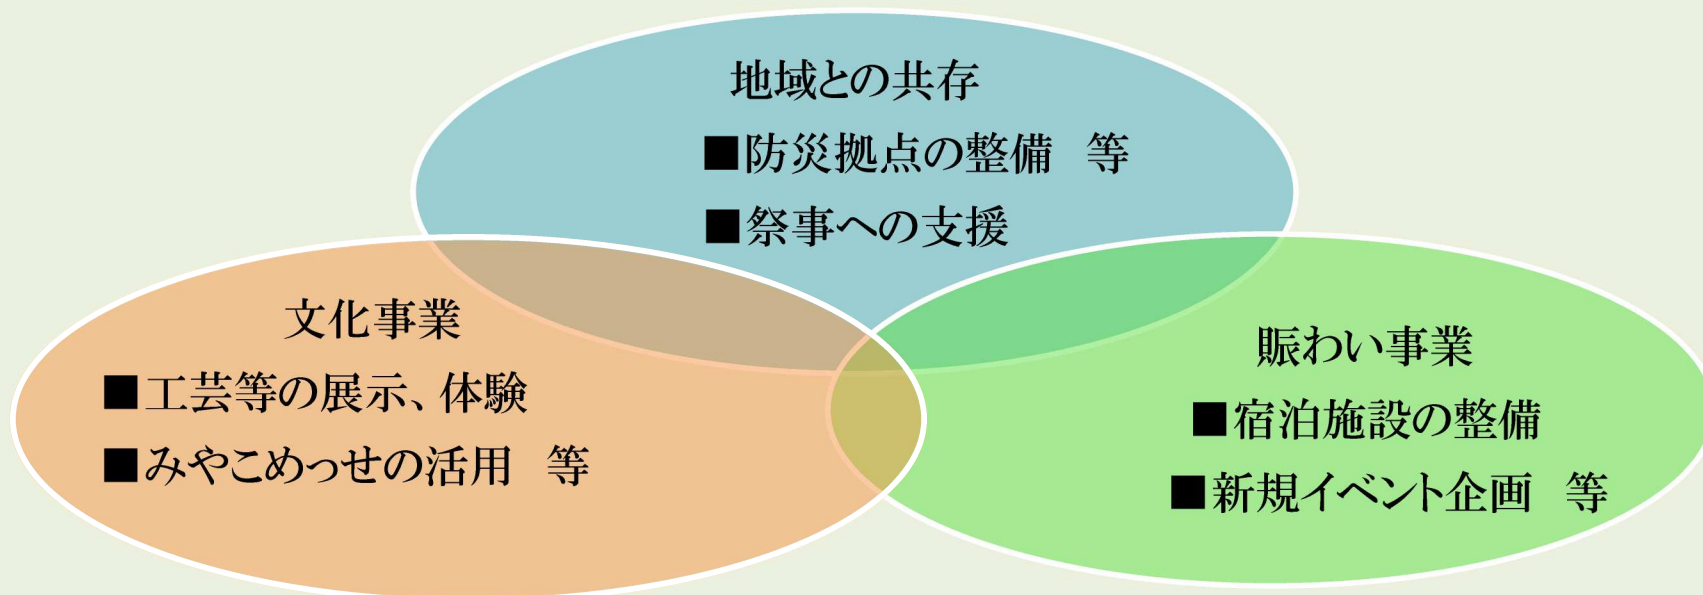 地域との共存
■防災拠点の整備　等
■祭事への支援
文化事業
■工芸等の展示、体験
■みやこめっせの活用　等
賑わい事業
■宿泊施設の整備
■新規イベント企画　等